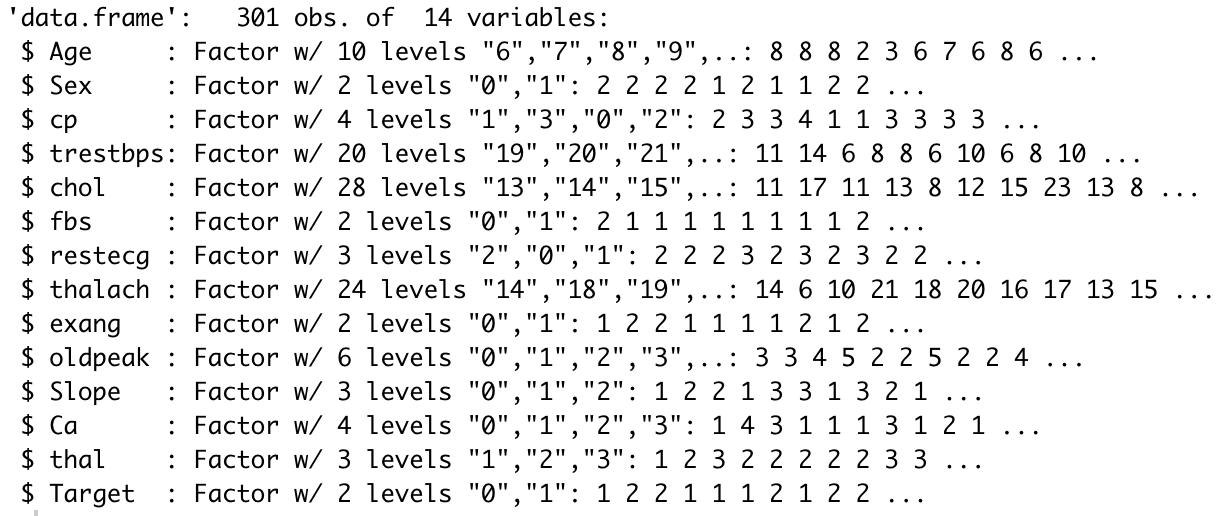 'data.frame':   301 obs. of  14 variables:
 $ Age     : Factor w/ 10 levels "6","7","8","9",..: 8 8 8 2 3 6 7 6 8 6 ...
 $ Sex     : Factor w/ 2 levels "0","1": 2 2 2 2 1 2 1 1 2 2 ...
 $ cp      : Factor w/ 4 levels "1","3","0","2": 2 3 3 4 1 1 3 3 3 3 ...
 $ trestbps: Factor w/ 20 levels "19","20","21",..: 11 14 6 8 8 6 10 6 8 10 ...
 $ chol    : Factor w/ 28 levels "13","14","15",..: 11 17 11 13 8 12 15 23 13 8 ...
 $ fbs     : Factor w/ 2 levels "0","1": 2 1 1 1 1 1 1 1 1 2 ...
 $ restecg : Factor w/ 3 levels "2","0","1": 2 2 2 3 2 3 2 3 2 2 ...
 $ thalach : Factor w/ 24 levels "14","18","19",..: 14 6 10 21 18 20 16 17 13 15 ...
 $ exang   : Factor w/ 2 levels "0","1": 1 2 2 1 1 1 1 2 1 2 ...
 $ oldpeak : Factor w/ 6 levels "0","1","2","3",..: 3 3 4 5 2 2 5 2 2 4 ...
 $ Slope   : Factor w/ 3 levels "0","1","2": 1 2 2 1 3 3 1 3 2 1 ...
 $ Ca      : Factor w/ 4 levels "0","1","2","3": 1 4 3 1 1 1 3 1 2 1 ...
 $ thal    : Factor w/ 3 levels "1","2","3": 1 2 3 2 2 2 2 2 3 3 ...
 $ Target  : Factor w/ 2 levels "0","1": 1 2 2 1 1 1 2 1 2 2 ...